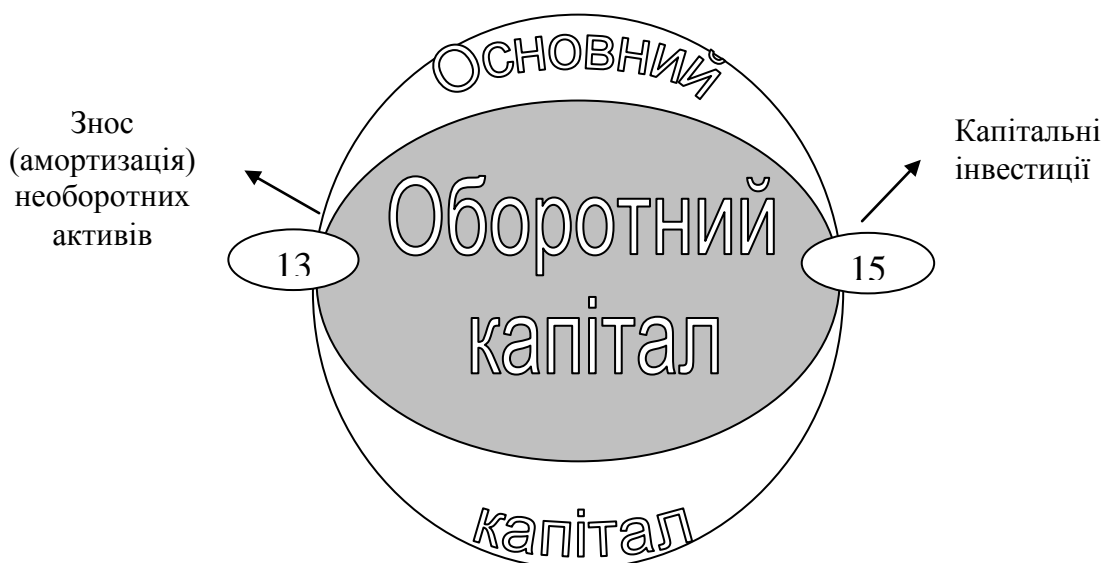 Основний
Знос
(амортизація)
необоротних
активів
Капітальні
інвестиції
Оборотний
13
15
капітал
капітал